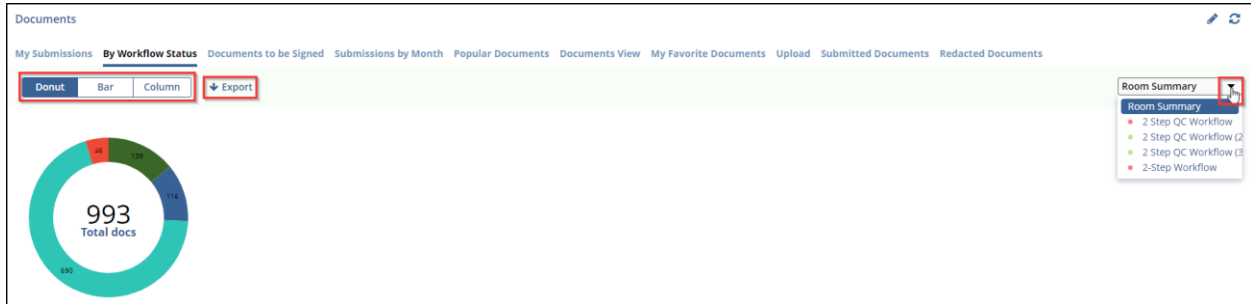 Documents
My Submissions By Workflow Status Documents to be Signed Submissions by Month Popular Documents Documents View My Favorite Documents Upload Submitted Documents Redacted Documents
Donut Bar Column Export Room Summary
Room Summary
2 Step QC Workflow
2 Step QC Workflow (2
2 Step QC Workflow (3
2-Step Workflow
139
116
993
Total docs
690